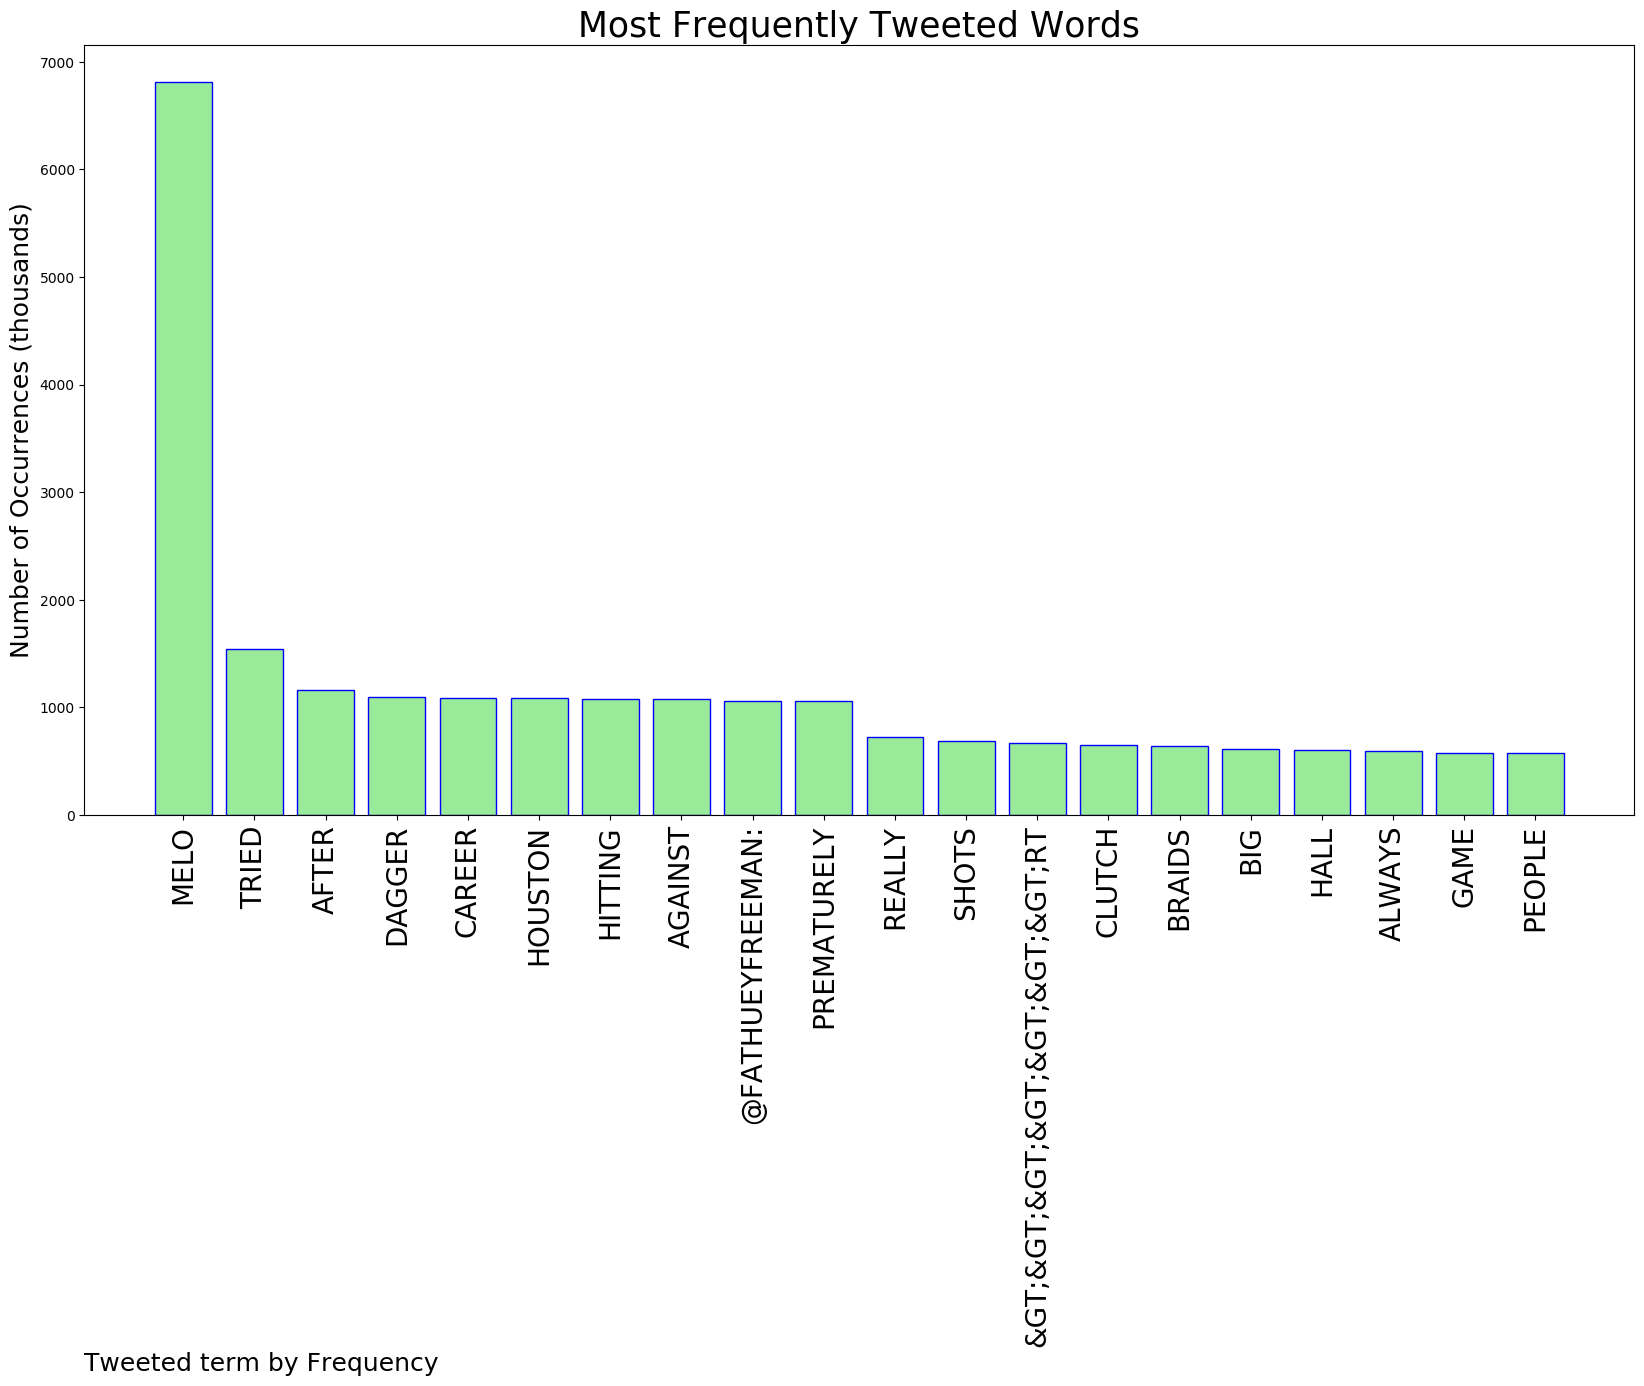 Most Frequently Tweeted Words
Number of Occurrences (thousands)
7000
6000
5000
4000
3000
2000
1000
0
MELO
TRIED
AFTER
DAGGER
CAREER
HOUSTON
HITTING
AGAINST
@FATHUEYFREEMAN:
PREMATURELY
REALLY
SHOTS
&GT;&GT;&GT;&GT;&GT;&GT;&GT;RT
CLUTCH
BRAIDS
BIG
HALL
ALWAYS
GAME
PEOPLE
Tweeted term by Frequency